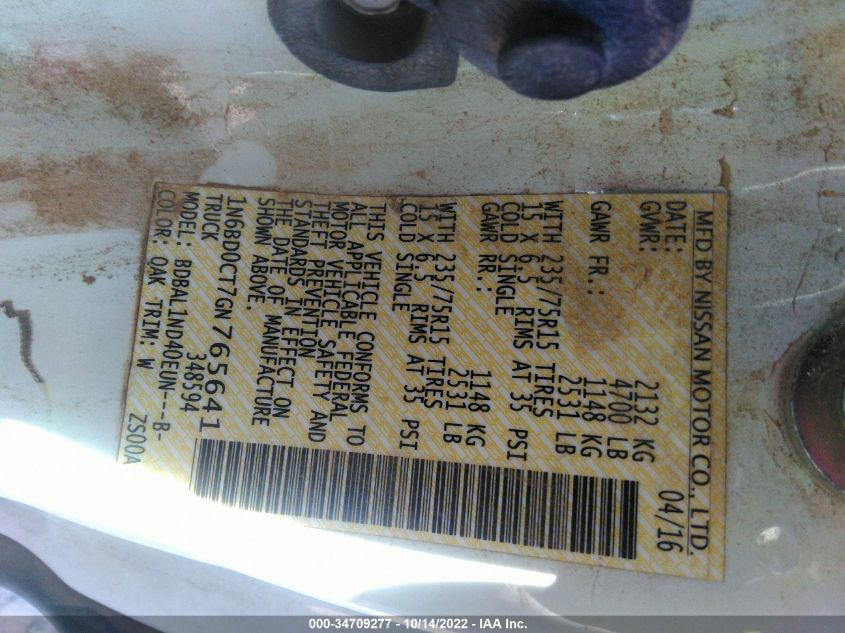 MFD BY NISSAN MOTOR CO., LTD.
DATE: 04/16
GVWR: 2132 KG
4700 LB
GAWR FR.: 1148 KG
2531 LB
WITH 235/75R15 TIRES
15 X 6.5 RIMS AT 35 PSI
COLD SINGLE
GAWR RR.: 1148 KG
2531 LB
WITH 235/75R15 TIRES
15 X 6.5 RIMS AT 35 PSI
COLD SINGLE
THIS VEHICLE CONFORMS TO
ALL APPLICABLE FEDERAL
MOTOR VEHICLE SAFETY AND
THEFT PREVENTION
STANDARDS IN EFFECT ON
THE DATE OF MANUFACTURE
SHOWN ABOVE.
1N6BD0CT7GN765641
TRUCK 348594
MODEL: BDBAL1ND40EUN---B-
COLOR: QAK TRIM: W ZS00A
000-34709277 - 10/14/2022 - IAA Inc.